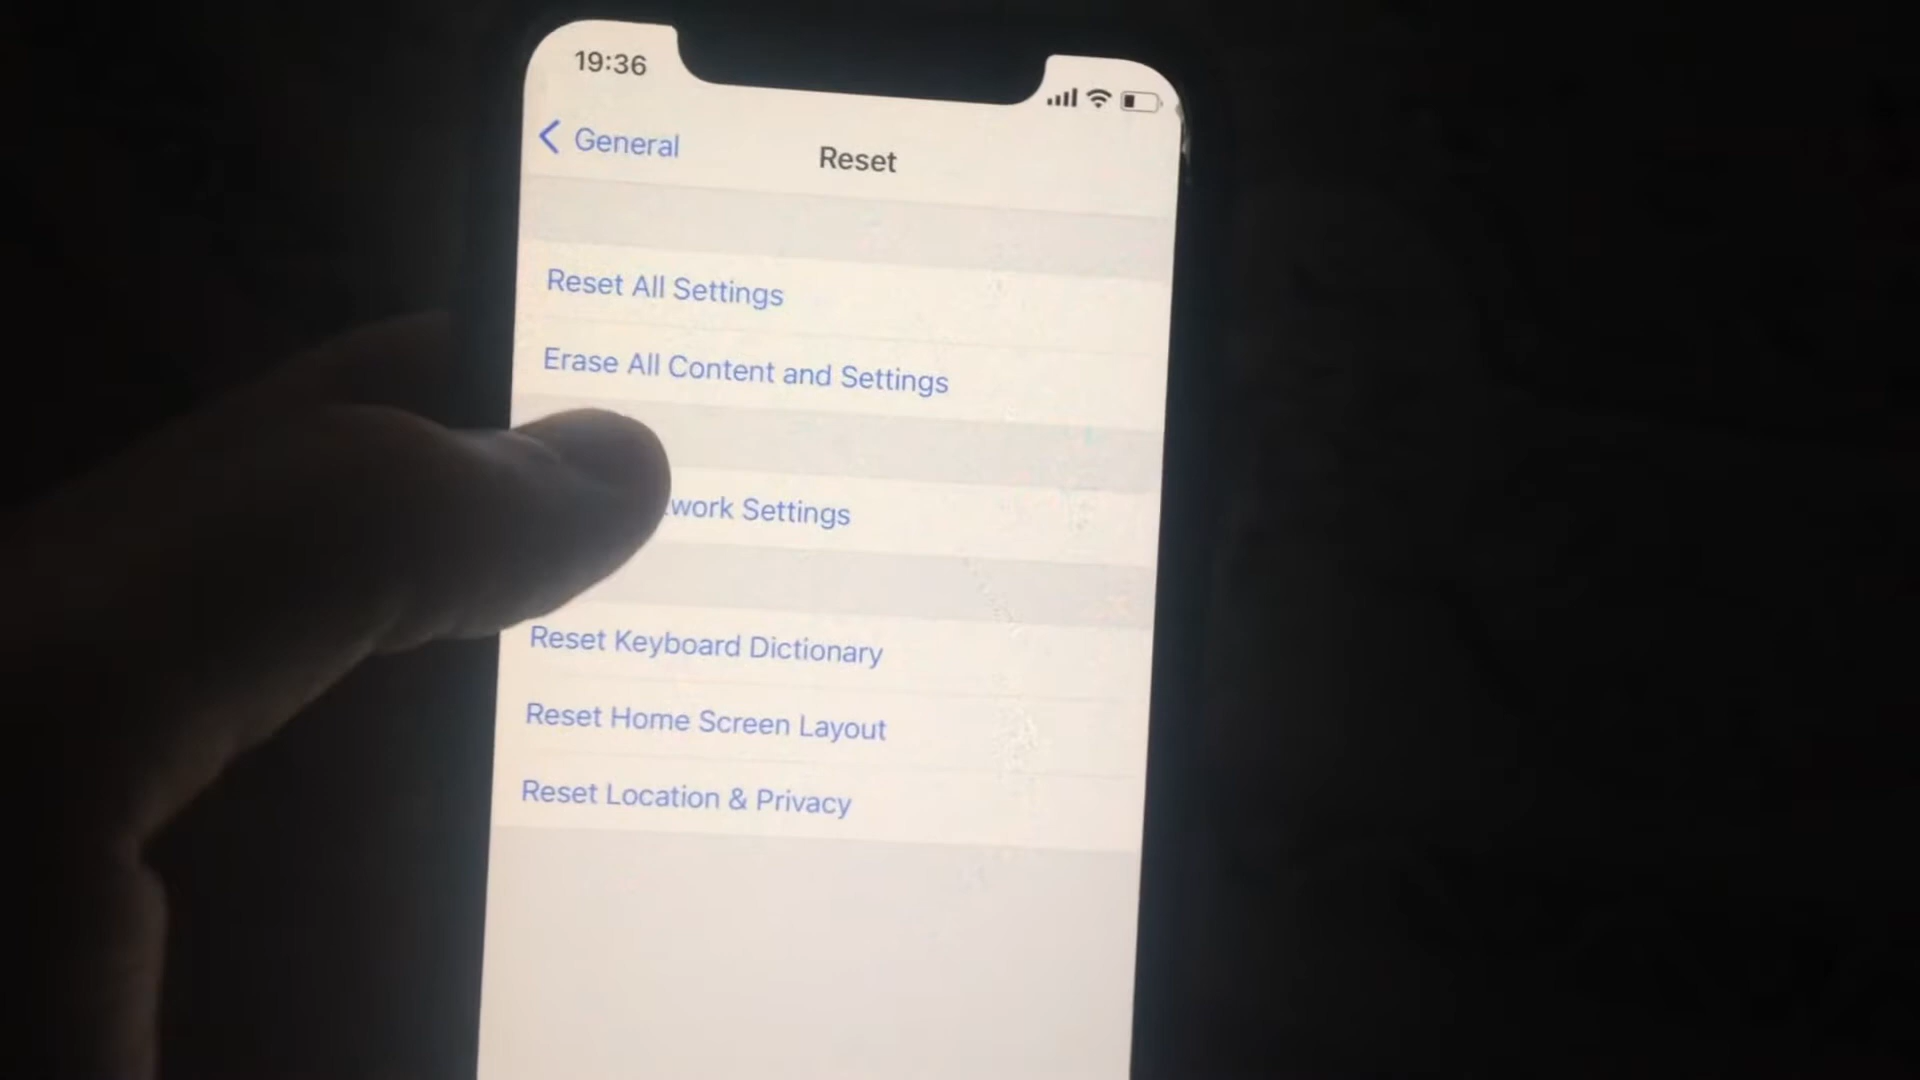 19:36
General
Reset
Reset All Settings
Erase All Content and Settings
work Settings
Reset Keyboard Dictionary
Reset Home Screen Layout
Reset Location & Privacy